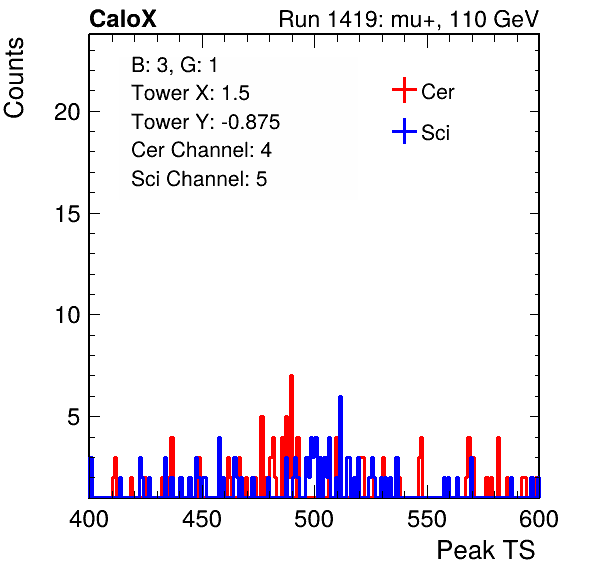 CaloX Run 1419: mu+, 110 GeV
Counts
B: 3, G: 1
Tower X: 1.5
Tower Y: -0.875
Cer Channel: 4
Sci Channel: 5
Cer
Sci
20
15
10
5
400 450 500 550 600
Peak TS